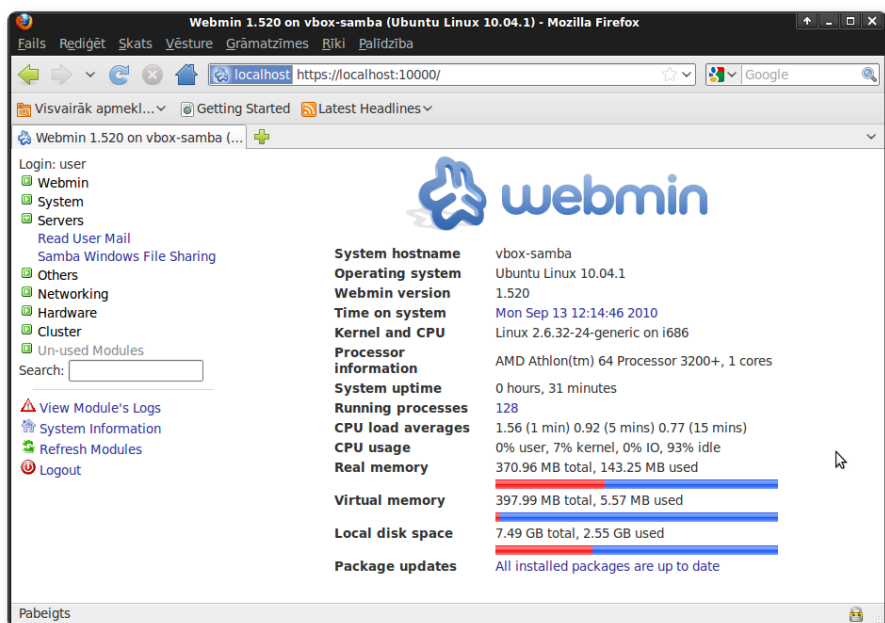 Webmin 1.520 on vbox-samba (Ubuntu Linux 10.04.1) - Mozilla Firefox
Fails Rediģēt Skats Vēsture Grāmatzīmes Rīki Palīdzība
localhost https://localhost:10000/ Google
Visvairāk apmekl... Getting Started Latest Headlines
Webmin 1.520 on vbox-samba (...
Login: user
Webmin
System
Servers
Read User Mail
Samba Windows File Sharing
Others
Networking
Hardware
Cluster
Un-used Modules
Search:
View Module's Logs
System Information
Refresh Modules
Logout
webmin
System hostname vbox-samba
Operating system Ubuntu Linux 10.04.1
Webmin version 1.520
Time on system Mon Sep 13 12:14:46 2010
Kernel and CPU Linux 2.6.32-24-generic on i686
Processor
information AMD Athlon(tm) 64 Processor 3200+, 1 cores
System uptime 0 hours, 31 minutes
Running processes 128
CPU load averages 1.56 (1 min) 0.92 (5 mins) 0.77 (15 mins)
CPU usage 0% user, 7% kernel, 0% IO, 93% idle
Real memory 370.96 MB total, 143.25 MB used
Virtual memory 397.99 MB total, 5.57 MB used
Local disk space 7.49 GB total, 2.55 GB used
Package updates All installed packages are up to date
Pabeigts